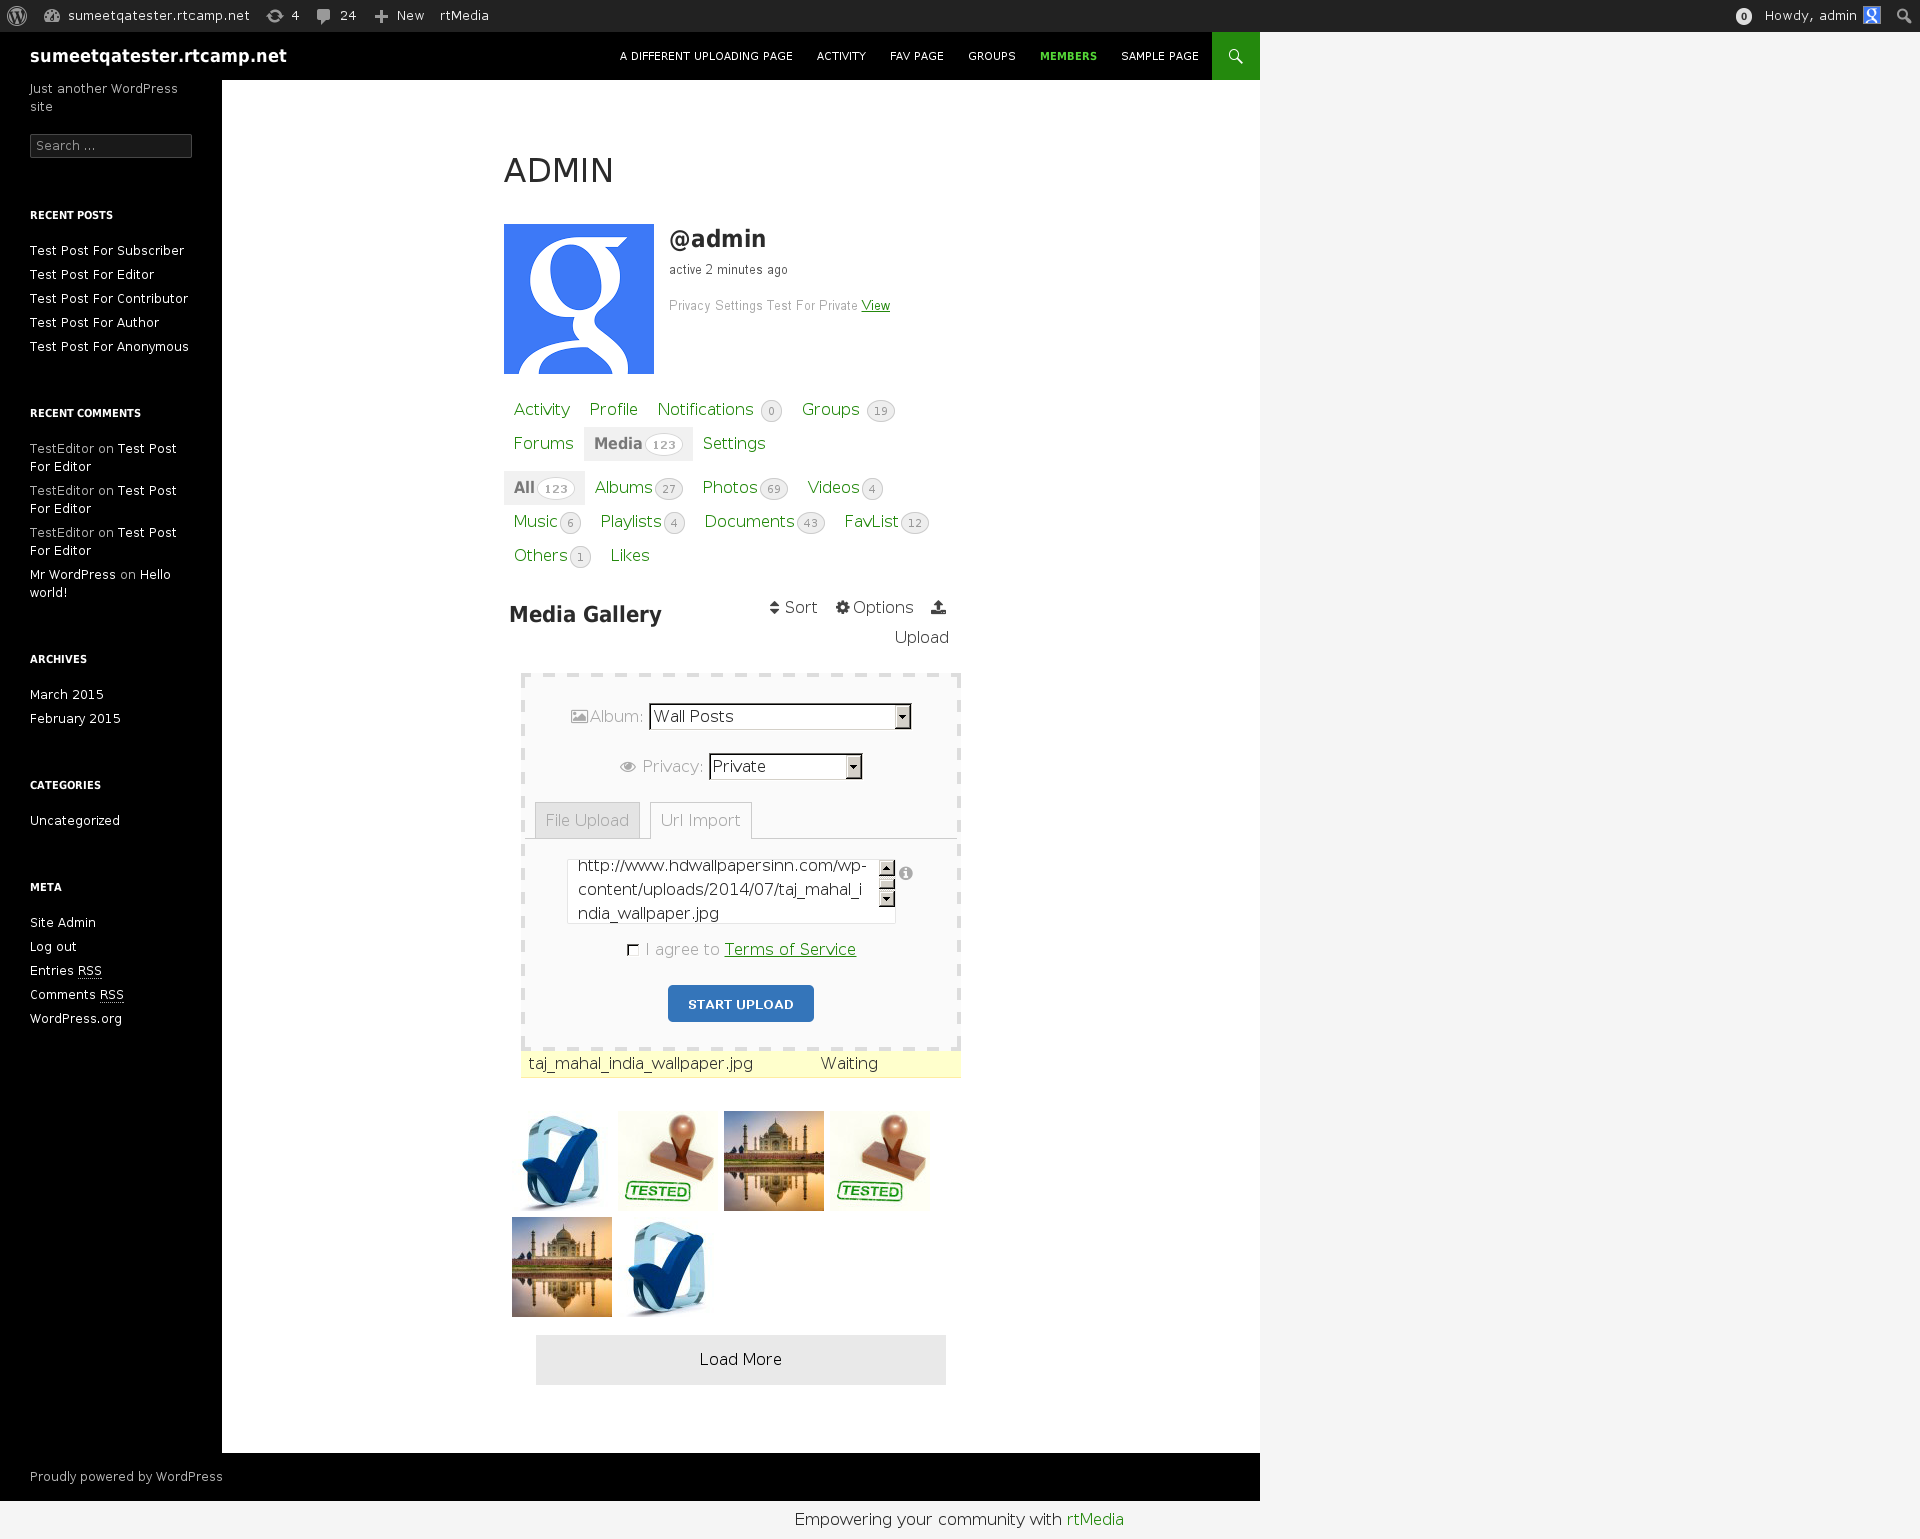 sumeetqatester.rtcamp.net 4 24 New rtMedia 0 Howdy, admin
sumeetqatester.rtcamp.net
A DIFFERENT UPLOADING PAGE ACTIVITY FAV PAGE GROUPS MEMBERS SAMPLE PAGE
Just another WordPress
site
Search ...
RECENT POSTS
Test Post For Subscriber
Test Post For Editor
Test Post For Contributor
Test Post For Author
Test Post For Anonymous
RECENT COMMENTS
TestEditor on Test Post
For Editor
TestEditor on Test Post
For Editor
TestEditor on Test Post
For Editor
Mr WordPress on Hello
world!
ARCHIVES
March 2015
February 2015
CATEGORIES
Uncategorized
META
Site Admin
Log out
Entries RSS
Comments RSS
WordPress.org
ADMIN
g
@admin
active 2 minutes ago
Privacy Settings Test For Private View
Activity Profile Notifications 0 Groups 19
Forums Media 123 Settings
All 123 Albums 27 Photos 69 Videos 4
Music 6 Playlists 4 Documents 43 FavList 12
Others 1 Likes
Media Gallery
Sort Options
Upload
Album: Wall Posts
Privacy: Private
File Upload Url Import
http://www.hdwallpapersinn.com/wp-
content/uploads/2014/07/taj_mahal_i
ndia_wallpaper.jpg
I agree to Terms of Service
START UPLOAD
taj_mahal_india_wallpaper.jpg Waiting
TESTED
TESTED
Load More
Proudly powered by WordPress
Empowering your community with rtMedia